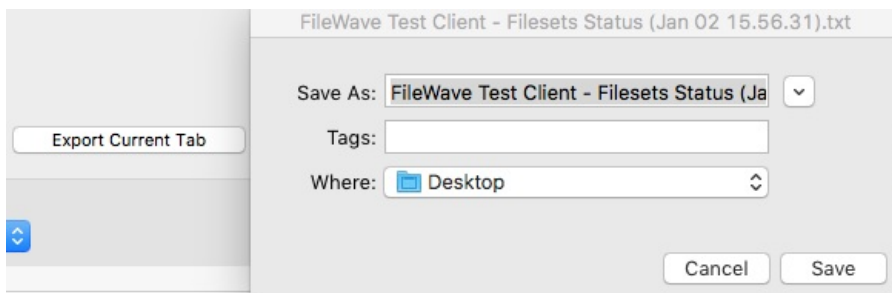 FileWave Test Client - Filesets Status (Jan 02 15.56.31).txt
Save As: FileWave Test Client - Filesets Status (Ja
Export Current Tab
Tags:
Where: Desktop
Cancel Save